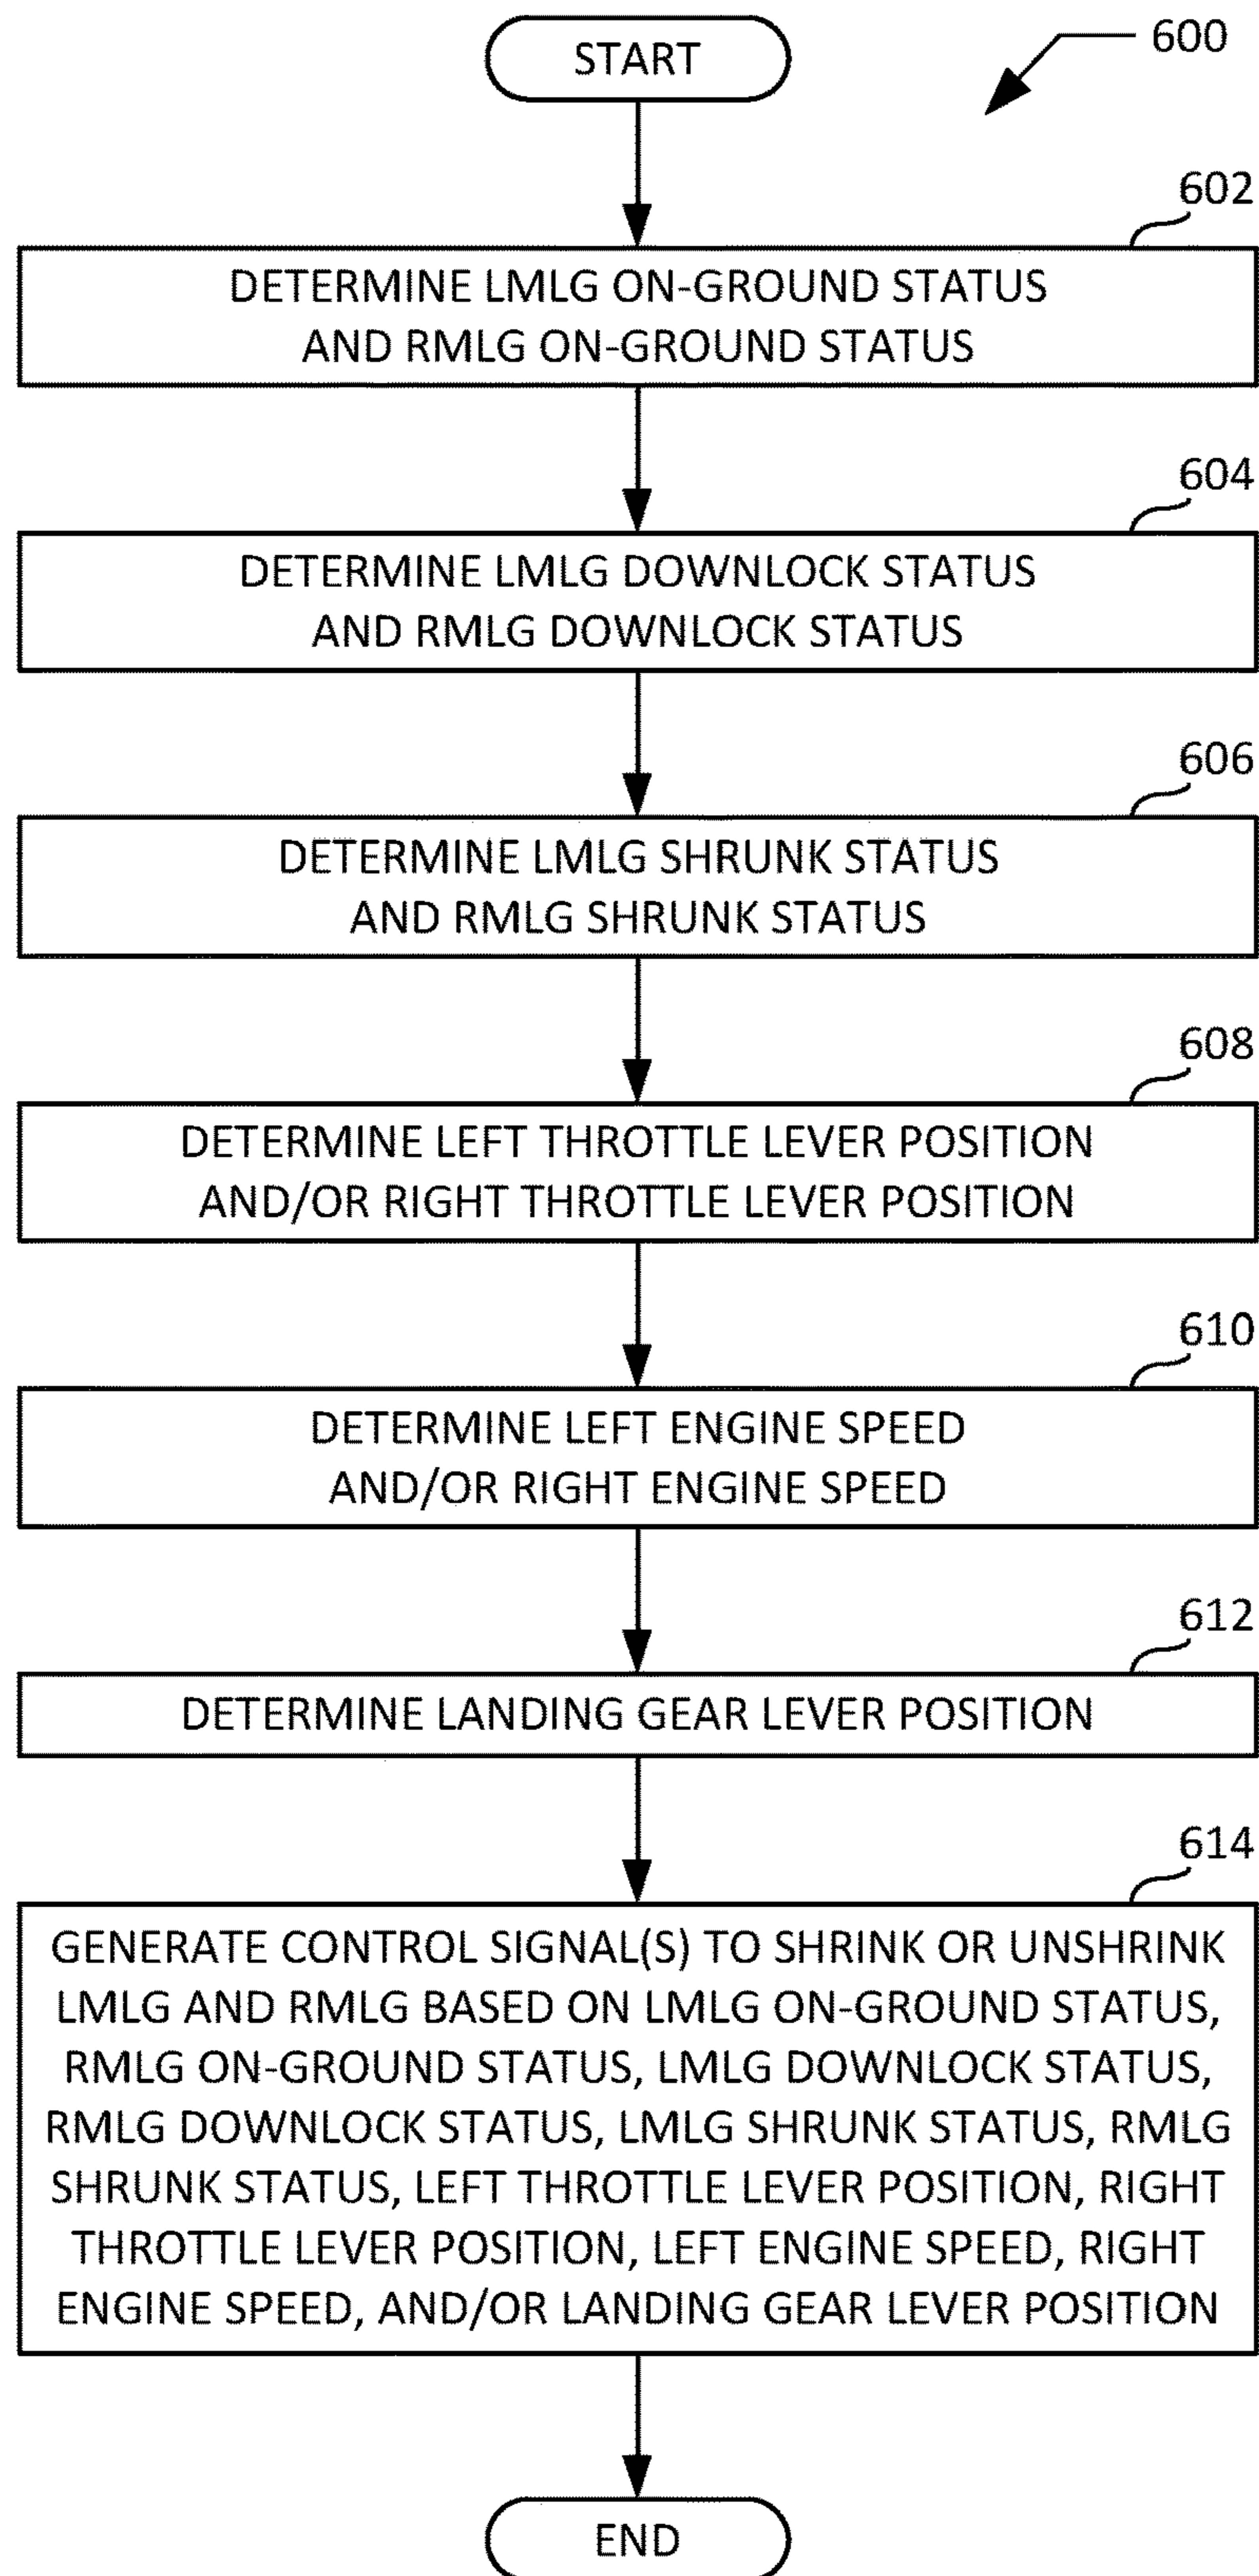 START
600
602
DETERMINE LMLG ON-GROUND STATUS
AND RMLG ON-GROUND STATUS
604
DETERMINE LMLG DOWNLOCK STATUS
AND RMLG DOWNLOCK STATUS
606
DETERMINE LMLG SHRUNK STATUS
AND RMLG SHRUNK STATUS
608
DETERMINE LEFT THROTTLE LEVER POSITION
AND/OR RIGHT THROTTLE LEVER POSITION
610
DETERMINE LEFT ENGINE SPEED
AND/OR RIGHT ENGINE SPEED
612
DETERMINE LANDING GEAR LEVER POSITION
614
GENERATE CONTROL SIGNAL(S) TO SHRINK OR UNSHRINK
LMLG AND RMLG BASED ON LMLG ON-GROUND STATUS,
RMLG ON-GROUND STATUS, LMLG DOWNLOCK STATUS,
RMLG DOWNLOCK STATUS, LMLG SHRUNK STATUS, RMLG
SHRUNK STATUS, LEFT THROTTLE LEVER POSITION, RIGHT
THROTTLE LEVER POSITION, LEFT ENGINE SPEED, RIGHT
ENGINE SPEED, AND/OR LANDING GEAR LEVER POSITION
END